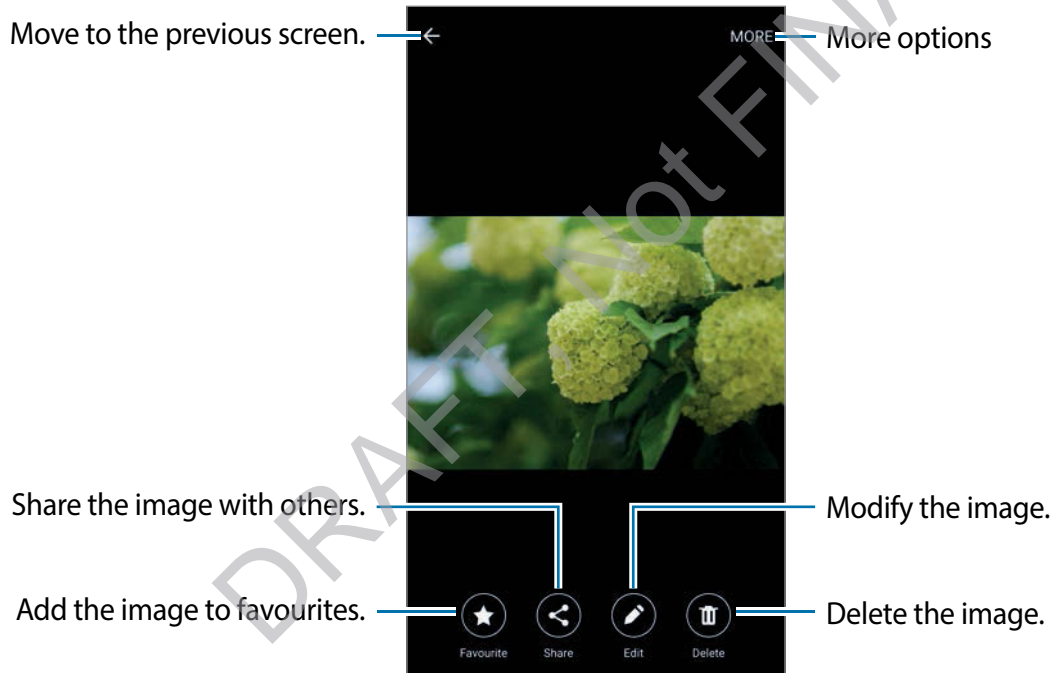 Move to the previous screen.
MORE
More options
DRAFT, Not FINA
Share the image with others.
Modify the image.
Add the image to favourites.
Delete the image.
Favourite
Share
Edit
Delete